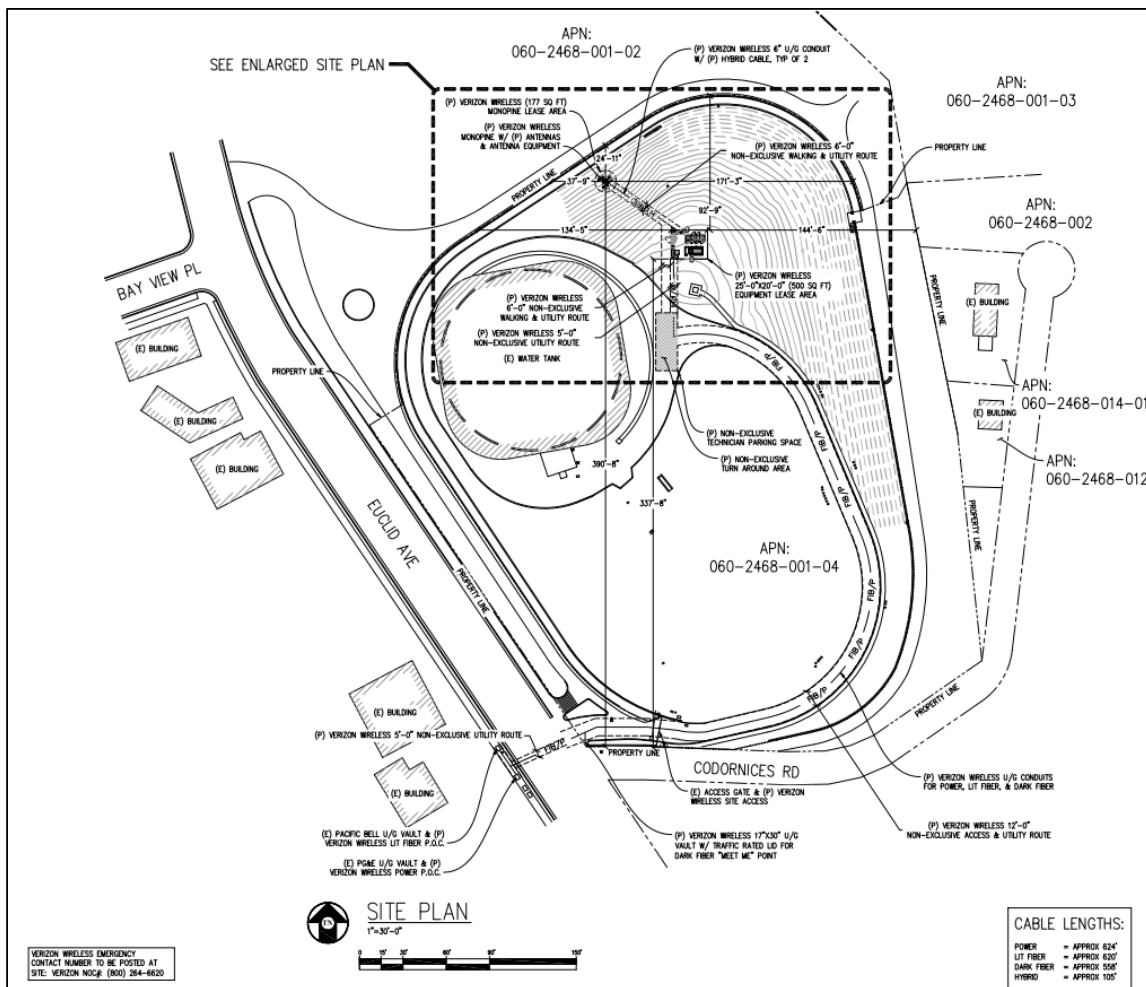 APN:
060-2468-001-02
(P) VERIZON WIRELESS 6" U/G CONDUIT
W/ (P) HYBRID CABLE, TYP OF 2
SEE ENLARGED SITE PLAN
APN:
060-2468-001-03
(P) VERIZON WIRELESS (177 SQ FT)
MONOPINE LEASE AREA
(P) VERIZON WIRELESS
MONOPINE W/ (P) ANTENNAS
& ANTENNA EQUIPMENT
(P) VERIZON WIRELESS 6'-0"
NON-EXCLUSIVE WALKING & UTILITY ROUTE
PROPERTY LINE
24'-11"
PROPERTY LINE
37'-9"
171'-3"
APN:
060-2468-002
92'-9"
134'-5"
144'-6"
BAY VIEW PL
(P) VERIZON WIRELESS
25'-0"X20'-0" (500 SQ FT)
EQUIPMENT LEASE AREA
(P) VERIZON WIRELESS
6'-0" NON-EXCLUSIVE
WALKING & UTILITY ROUTE
(P) VERIZON WIRELESS 5'-0"
NON-EXCLUSIVE UTILITY ROUTE
(E) WATER TANK
PROPERTY LINE
(E) BUILDING
(E) BUILDING
FIB/P
PROPERTY LINE
APN:
060-2468-014-01
(E) BUILDING
(E) BUILDING
(E) BUILDING
(P) NON-EXCLUSIVE
TECHNICIAN PARKING SPACE
(P) NON-EXCLUSIVE
TURN AROUND AREA
FIB/P
FIB/P
APN:
060-2468-012
390'-8"
337'-8"
FIB/P
EUCLID AVE
PROPERTY LINE
PROPERTY LINE
APN:
060-2468-001-04
FIB/P
FIB/P
FIB/P
PROPERTY LINE
(E) BUILDING
(P) VERIZON WIRELESS 5'-0" NON-EXCLUSIVE UTILITY ROUTE
FIB/P
PROPERTY LINE
CODORNICES RD
(E) BUILDING
(E) ACCESS GATE & (P) VERIZON
WIRELESS SITE ACCESS
(P) VERIZON WIRELESS U/G CONDUITS
FOR POWER, LIT FIBER, & DARK FIBER
(P) VERIZON WIRELESS 12'-0"
NON-EXCLUSIVE ACCESS & UTILITY ROUTE
(E) PACIFIC BELL U/G VAULT & (P)
VERIZON WIRELESS LIT FIBER P.O.C.
(P) VERIZON WIRELESS 17"X30" U/G
VAULT W/ TRAFFIC RATED LID FOR
DARK FIBER "MEET ME" POINT
(E) PG&E U/G VAULT & (P)
VERIZON WIRELESS POWER P.O.C.
TN
SITE PLAN
1"=30'-0"
0 15' 30' 60' 90' 150'
VERIZON WIRELESS EMERGENCY
CONTACT NUMBER TO BE POSTED AT
SITE: VERIZON NOC#: (800) 264-6620
CABLE LENGTHS:
POWER = APPROX 624'
LIT FIBER = APPROX 620'
DARK FIBER = APPROX 558'
HYBRID = APPROX 105'